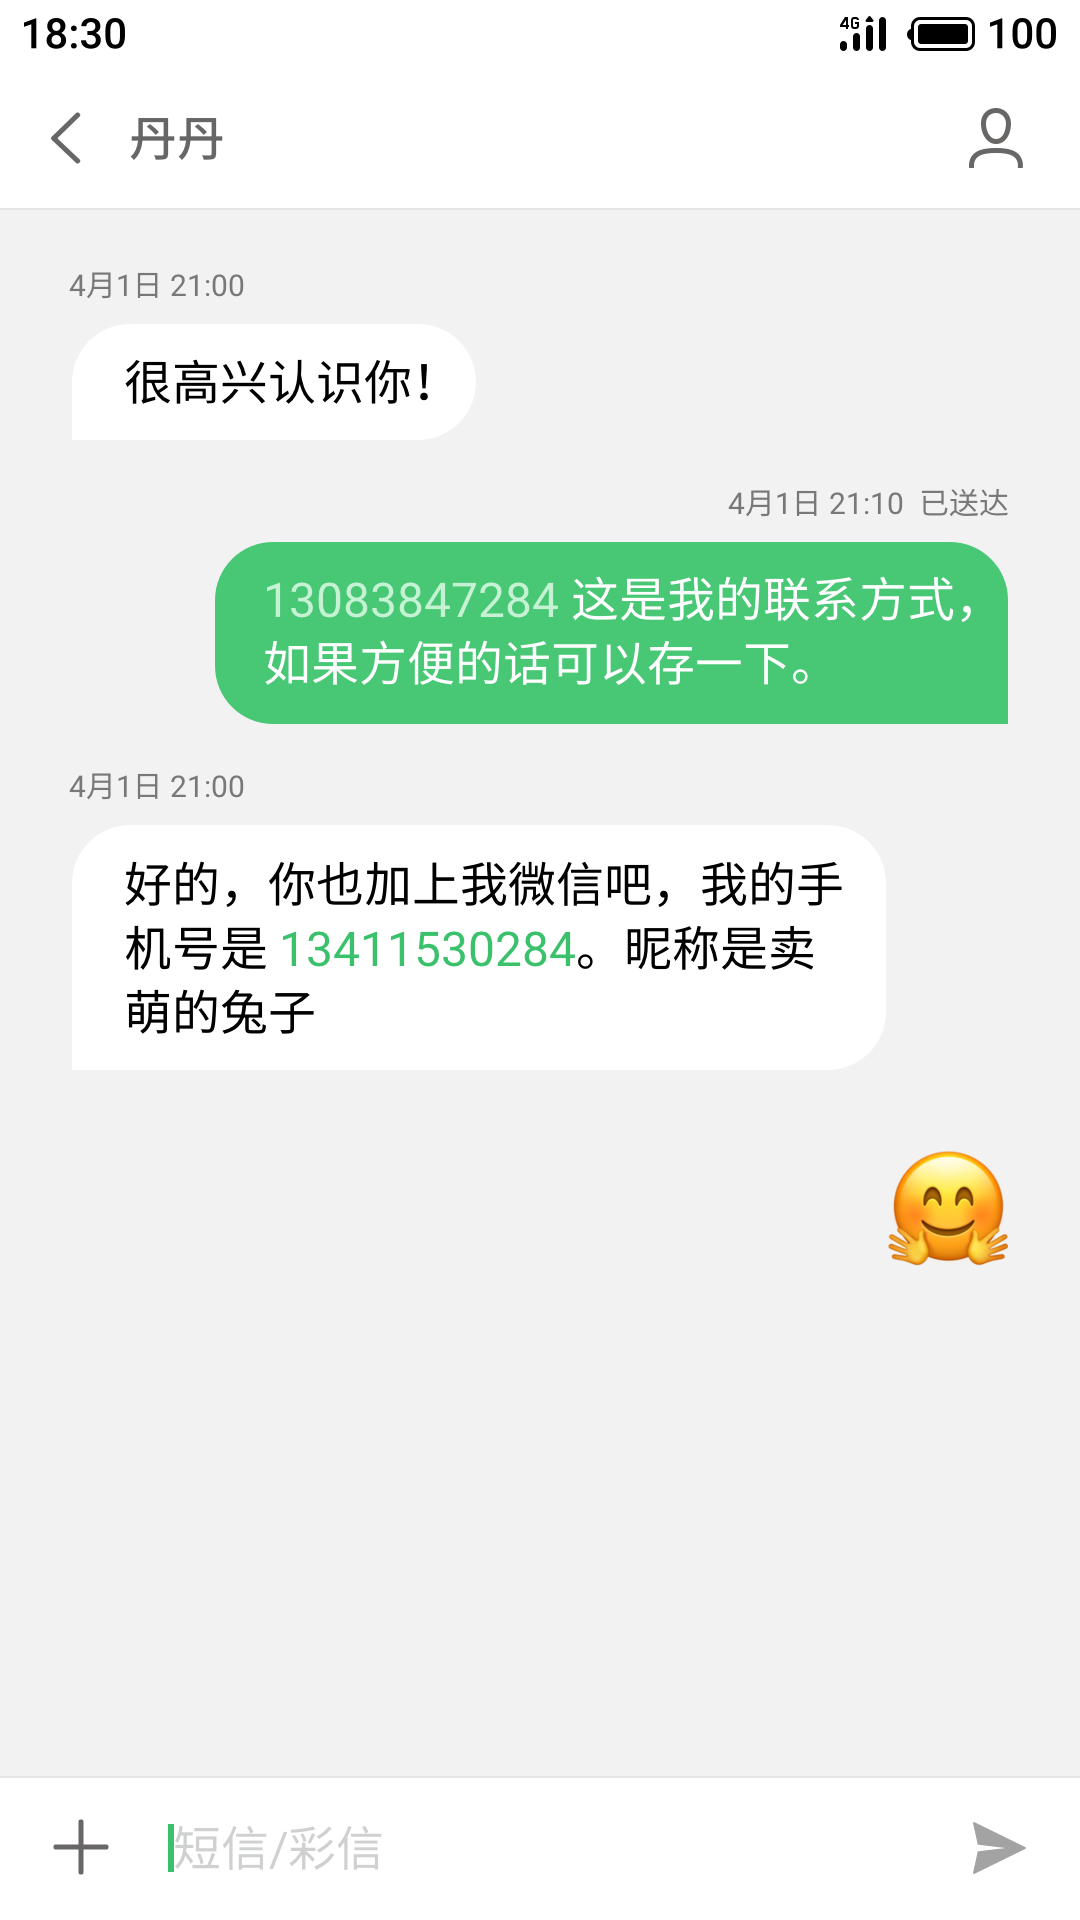 18:30 4G 100
丹丹
4月1日 21:00
很高兴认识你！
4月1日 21:10 已送达
13083847284 这是我的联系方式，
如果方便的话可以存一下。
4月1日 21:00
好的，你也加上我微信吧，我的手
机号是 13411530284。昵称是卖
萌的兔子
短信/彩信